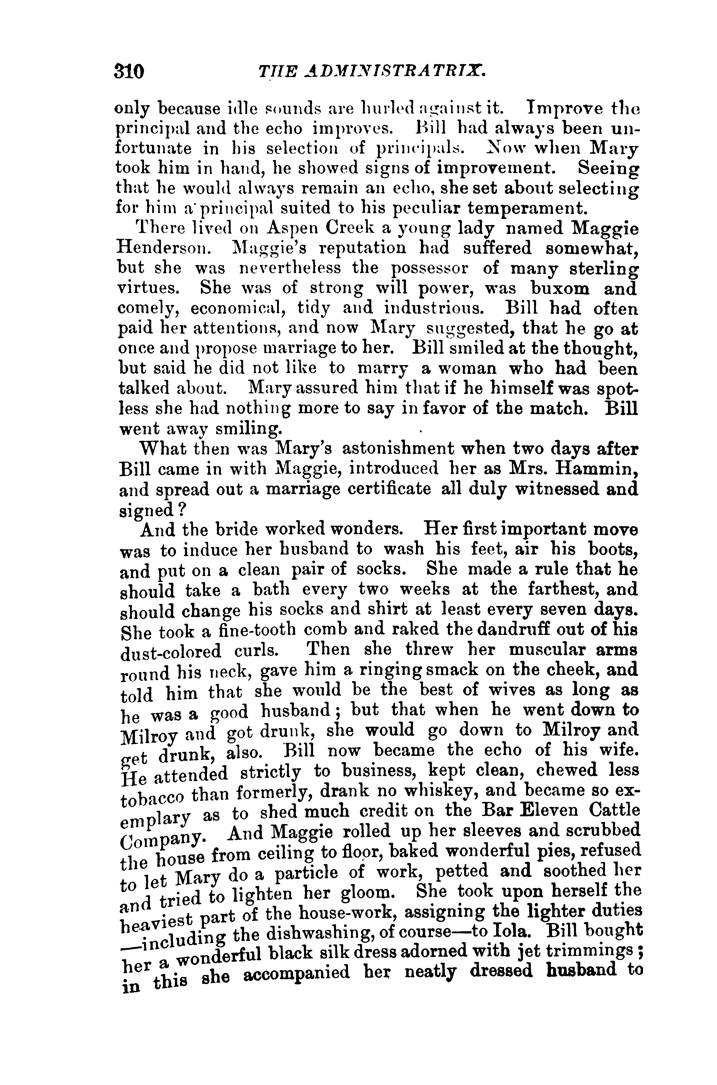 310 THE ADMINISTRATRIX.
only because idle sounds are hurled against it. Improve the
principal and the echo improves. Bill had always been un-
fortunate in his selection of principals. Now when Mary
took him in hand, he showed signs of improvement. Seeing
that he would always remain an echo, she set about selecting
for him a principal suited to his peculiar temperament.
There lived on Aspen Creek a young lady named Maggie
Henderson. Maggie's reputation had suffered somewhat,
but she was nevertheless the possessor of many sterling
virtues. She was of strong will power, was buxom and
comely, economical, tidy and industrious. Bill had often
paid her attentions, and now Mary suggested, that he go at
once and propose marriage to her. Bill smiled at the thought,
but said he did not like to marry a woman who had been
talked about. Mary assured him that if he himself was spot-
less she had nothing more to say in favor of the match. Bill
went away smiling.
What then was Mary's astonishment when two days after
Bill came in with Maggie, introduced her as Mrs. Hammin,
and spread out a marriage certificate all duly witnessed and
signed?
And the bride worked wonders. Her first important move
was to induce her husband to wash his feet, air his boots,
and put on a clean pair of socks. She made a rule that he
should take a bath every two weeks at the farthest, and
should change his socks and shirt at least every seven days.
She took a fine-tooth comb and raked the dandruff out of his
dust-colored curls. Then she threw her muscular arms
round his neck, gave him a ringing smack on the cheek, and
told him that she would be the best of wives as long as
he was a good husband; but that when he went down to
Milroy and got drunk, she would go down to Milroy and
get drunk, also. Bill now became the echo of his wife.
He attended strictly to business, kept clean, chewed less
tobacco than formerly, drank no whiskey, and became so ex-
emplary as to shed much credit on the Bar Eleven Cattle
Company. And Maggie rolled up her sleeves and scrubbed
the house from ceiling to floor, baked wonderful pies, refused
to let Mary do a particle of work, petted and soothed her
and tried to lighten her gloom. She took upon herself the
heaviest part of the house-work, assigning the lighter duties
—including the dishwashing, of course—to Iola. Bill bought
her a wonderful black silk dress adorned with jet trimmings;
in this she accompanied her neatly dressed husband to